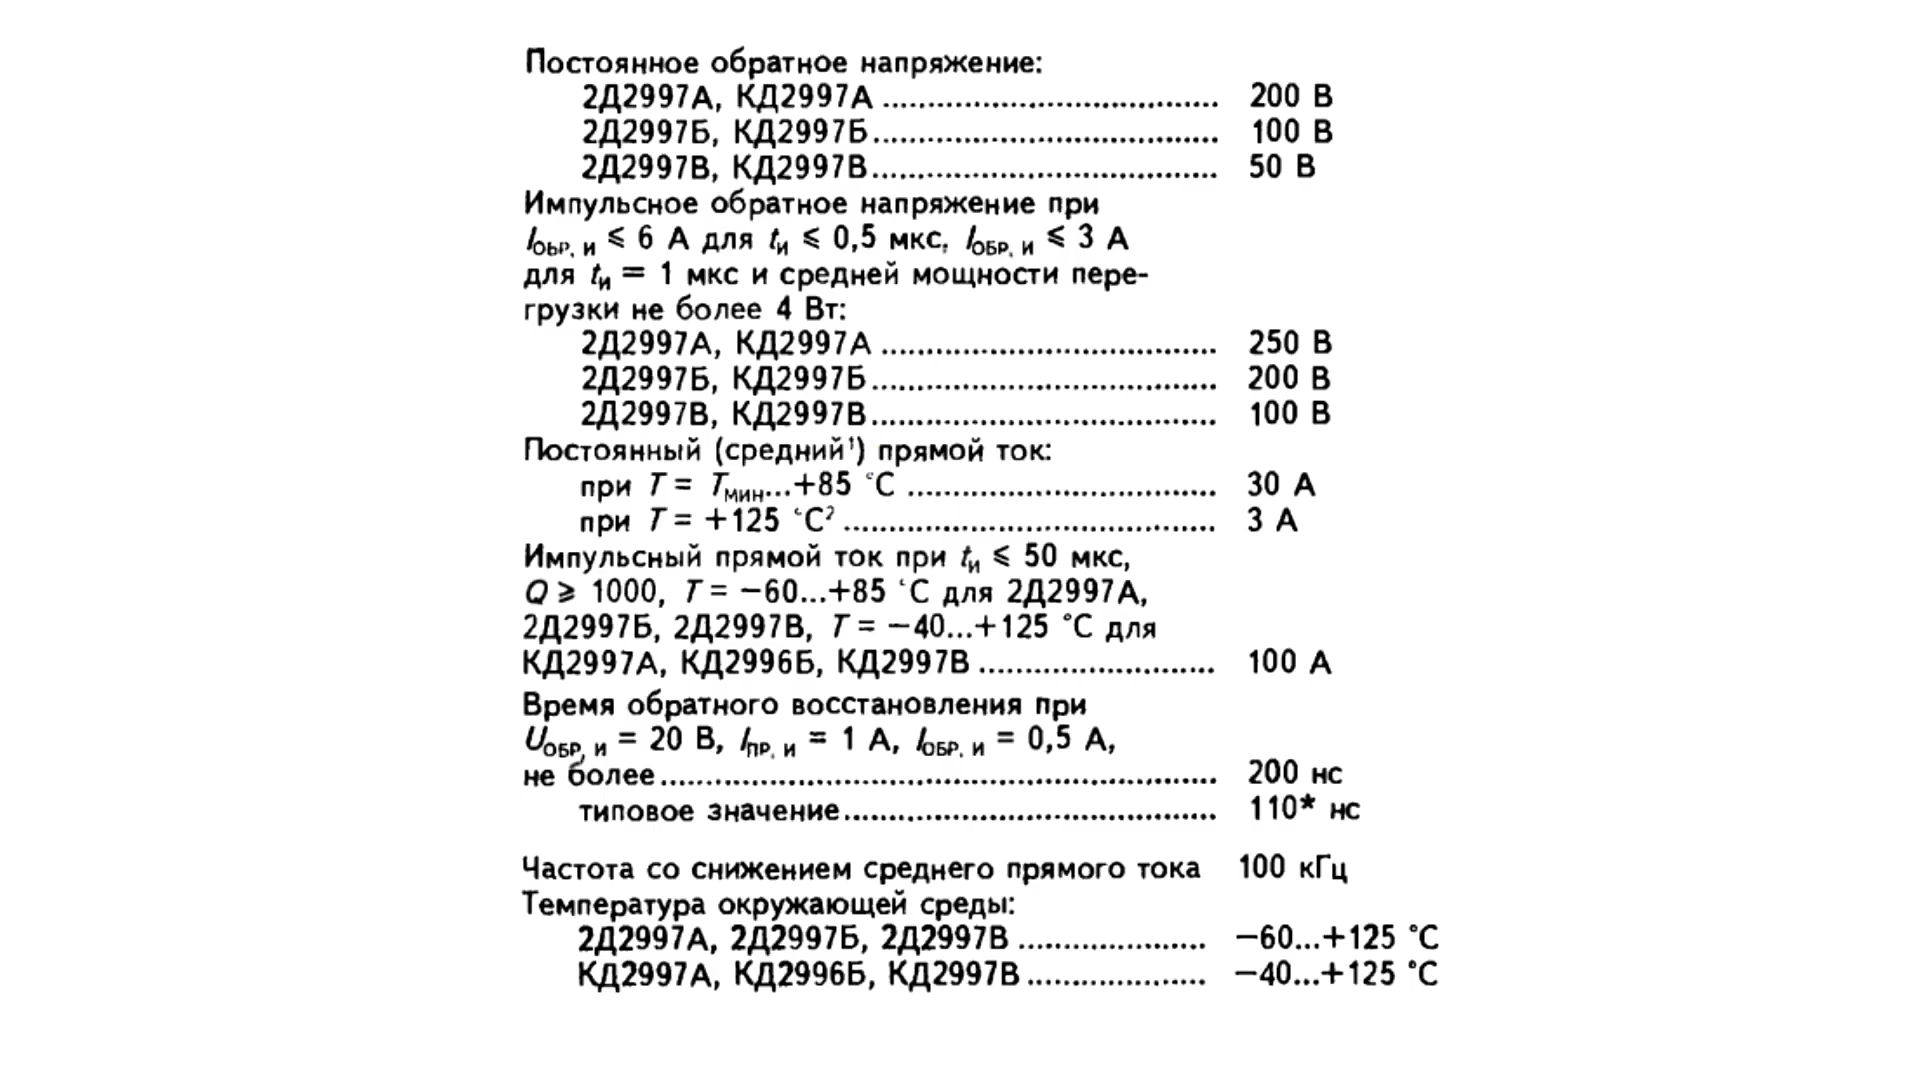 Постоянное обратное напряжение:
2Д2997А, КД2997А ...................................... 200 В
2Д2997Б, КД2997Б....................................... 100 В
2Д2997В, КД2997В....................................... 50 В
Импульсное обратное напряжение при
IОБР, И ⩽ 6 А для tИ ⩽ 0,5 мкс, IОБР, И ⩽ 3 А
для tИ = 1 мкс и средней мощности пере-
грузки не более 4 Вт:
2Д2997А, КД2997А ...................................... 250 В
2Д2997Б, КД2997Б....................................... 200 В
2Д2997В, КД2997В....................................... 100 В
Постоянный (средний¹) прямой ток:
при T = TМИН...+85 °С ................................... 30 А
при T = +125 °С².......................................... 3 А
Импульсный прямой ток при tИ ⩽ 50 мкс,
Q ⩾ 1000, T = −60...+85 °С для 2Д2997А,
2Д2997Б, 2Д2997В, T = −40...+125 °С для
КД2997А, КД2996Б, КД2997В .......................... 100 А
Время обратного восстановления при
UОБР, И = 20 В, IПР, И = 1 А, IОБР, И = 0,5 А,
не более............................................................... 200 нс
типовое значение.......................................... 110* нс
Частота со снижением среднего прямого тока 100 кГц
Температура окружающей среды:
2Д2997А, 2Д2997Б, 2Д2997В ..................... −60...+125 °С
КД2997А, КД2996Б, КД2997В .................... −40...+125 °С